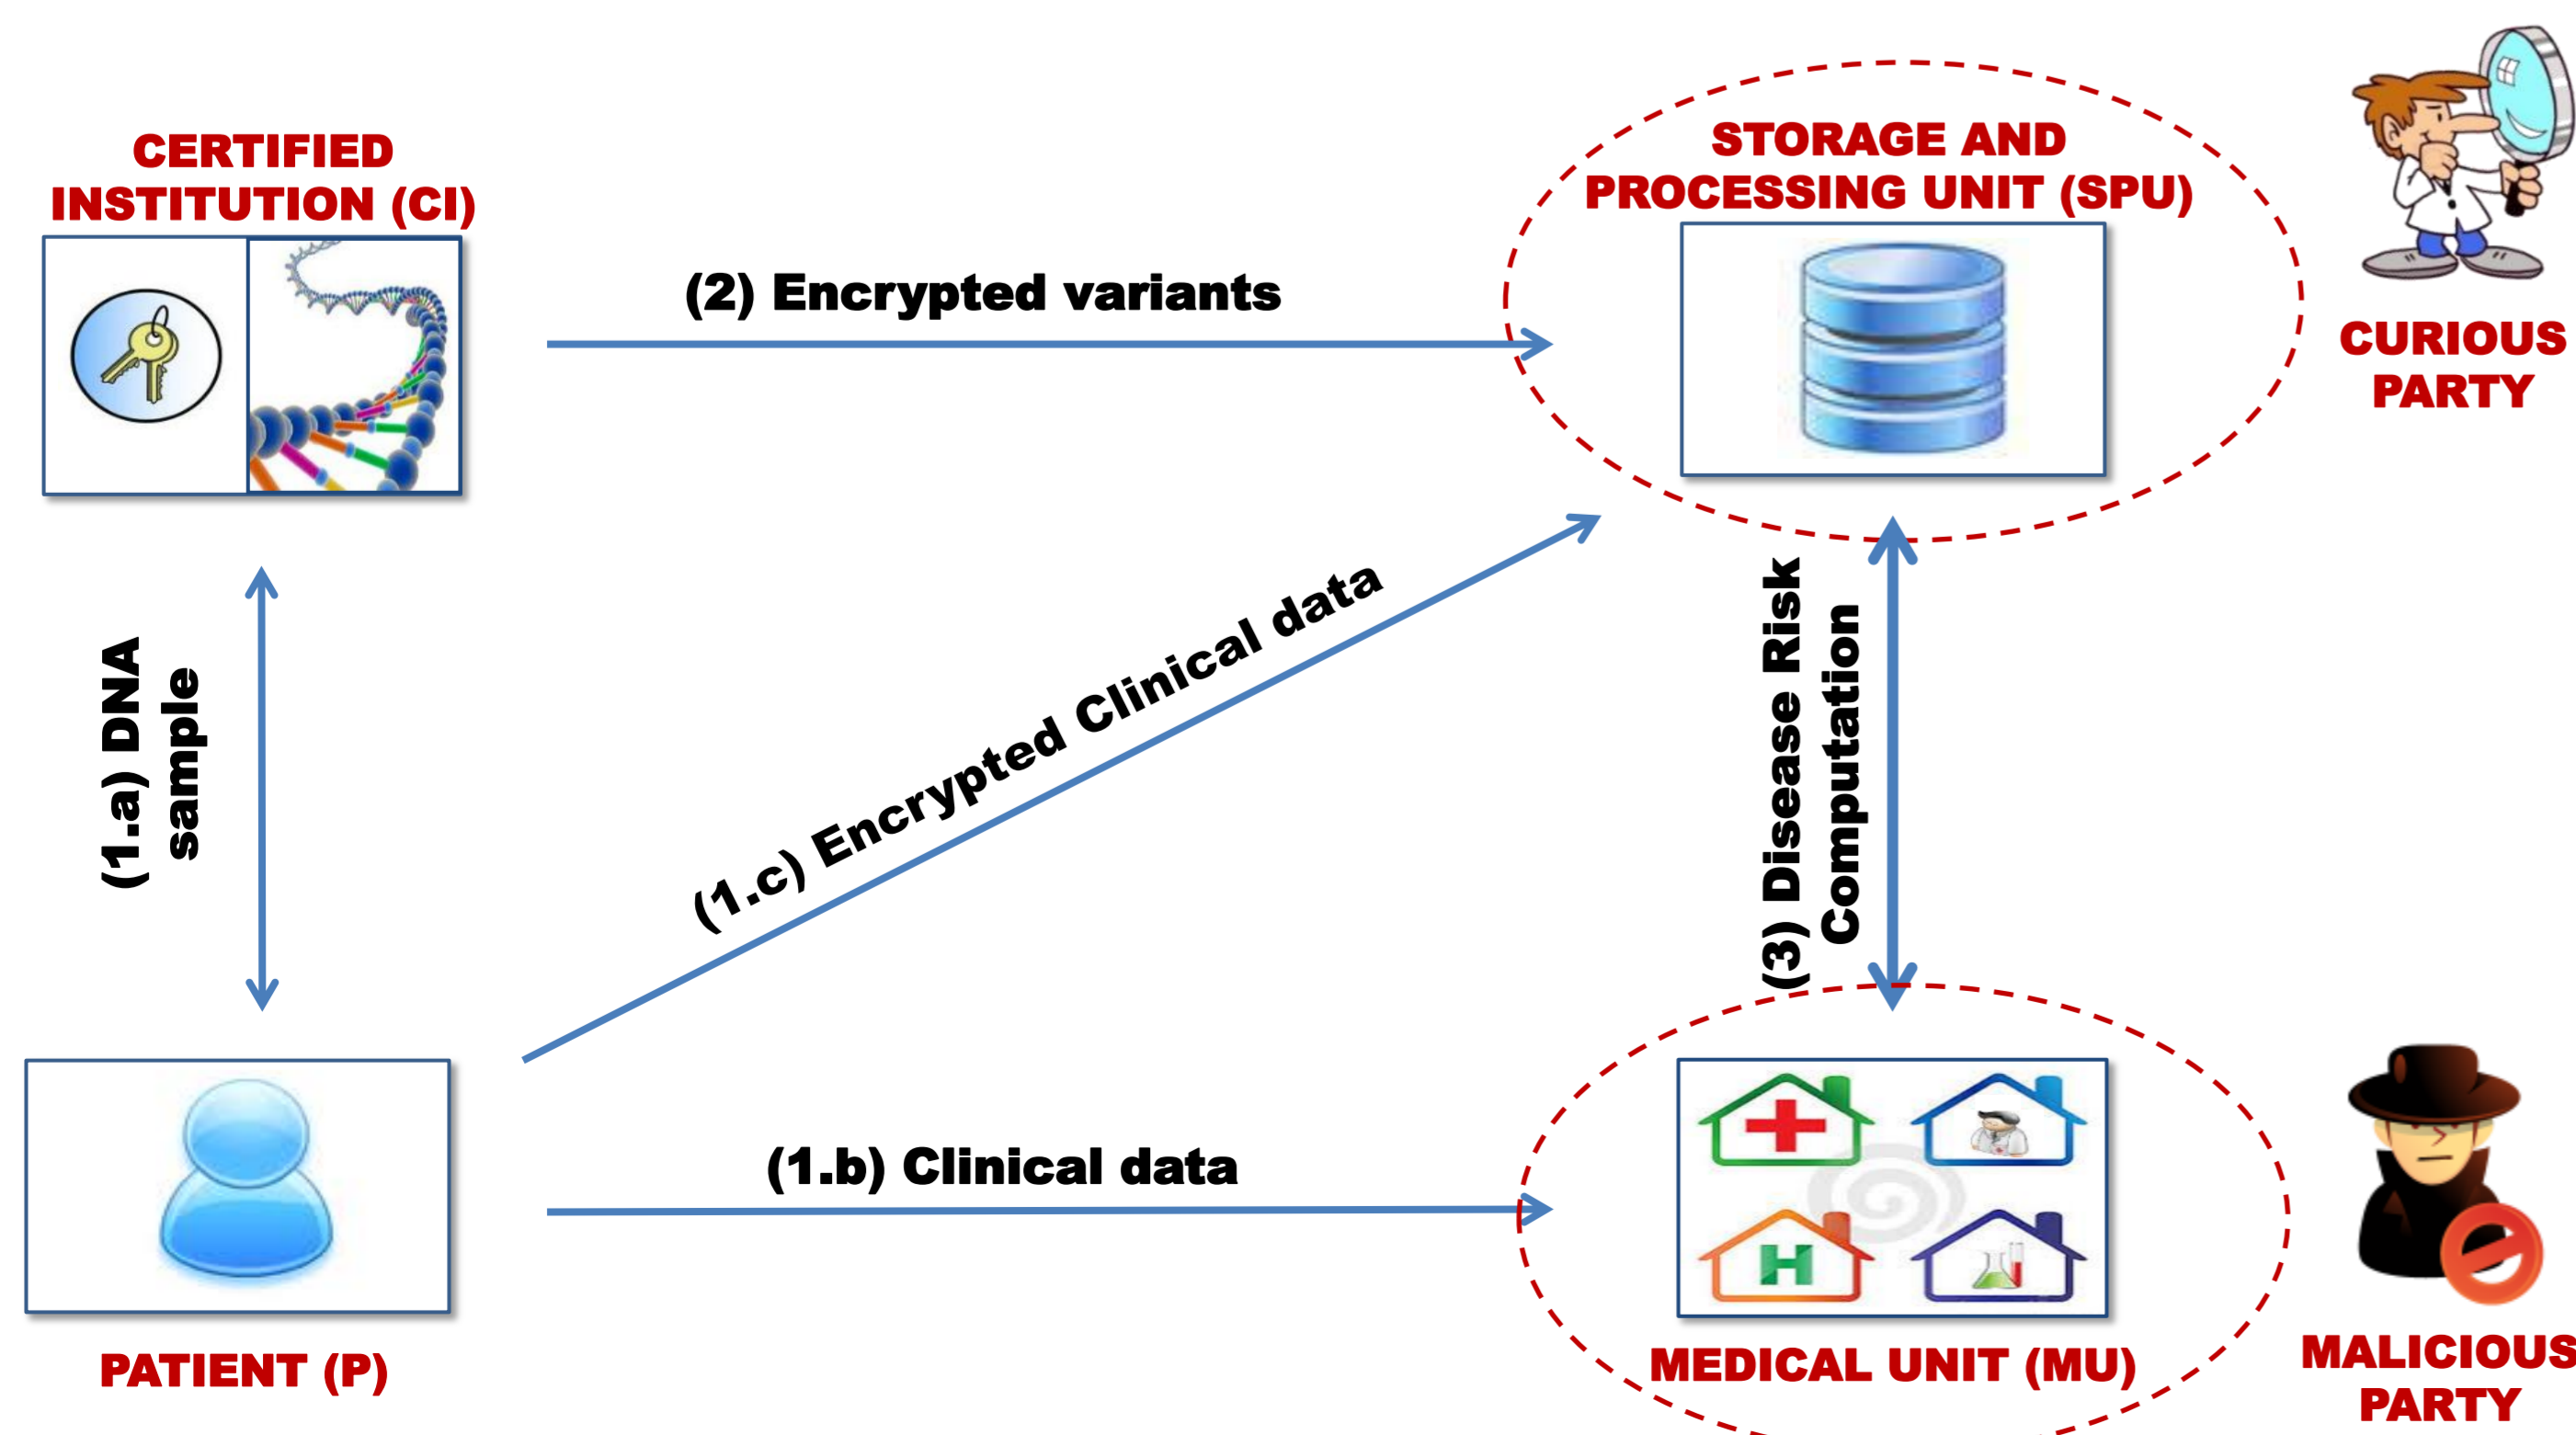 CERTIFIED
INSTITUTION (CI)
(2) Encrypted variants
STORAGE AND
PROCESSING UNIT (SPU)
CURIOUS
PARTY
(1.a) DNA
sample
(1.c) Encrypted Clinical data
(3) Disease Risk
Computation
PATIENT (P)
(1.b) Clinical data
H
MEDICAL UNIT (MU)
MALICIOUS
PARTY